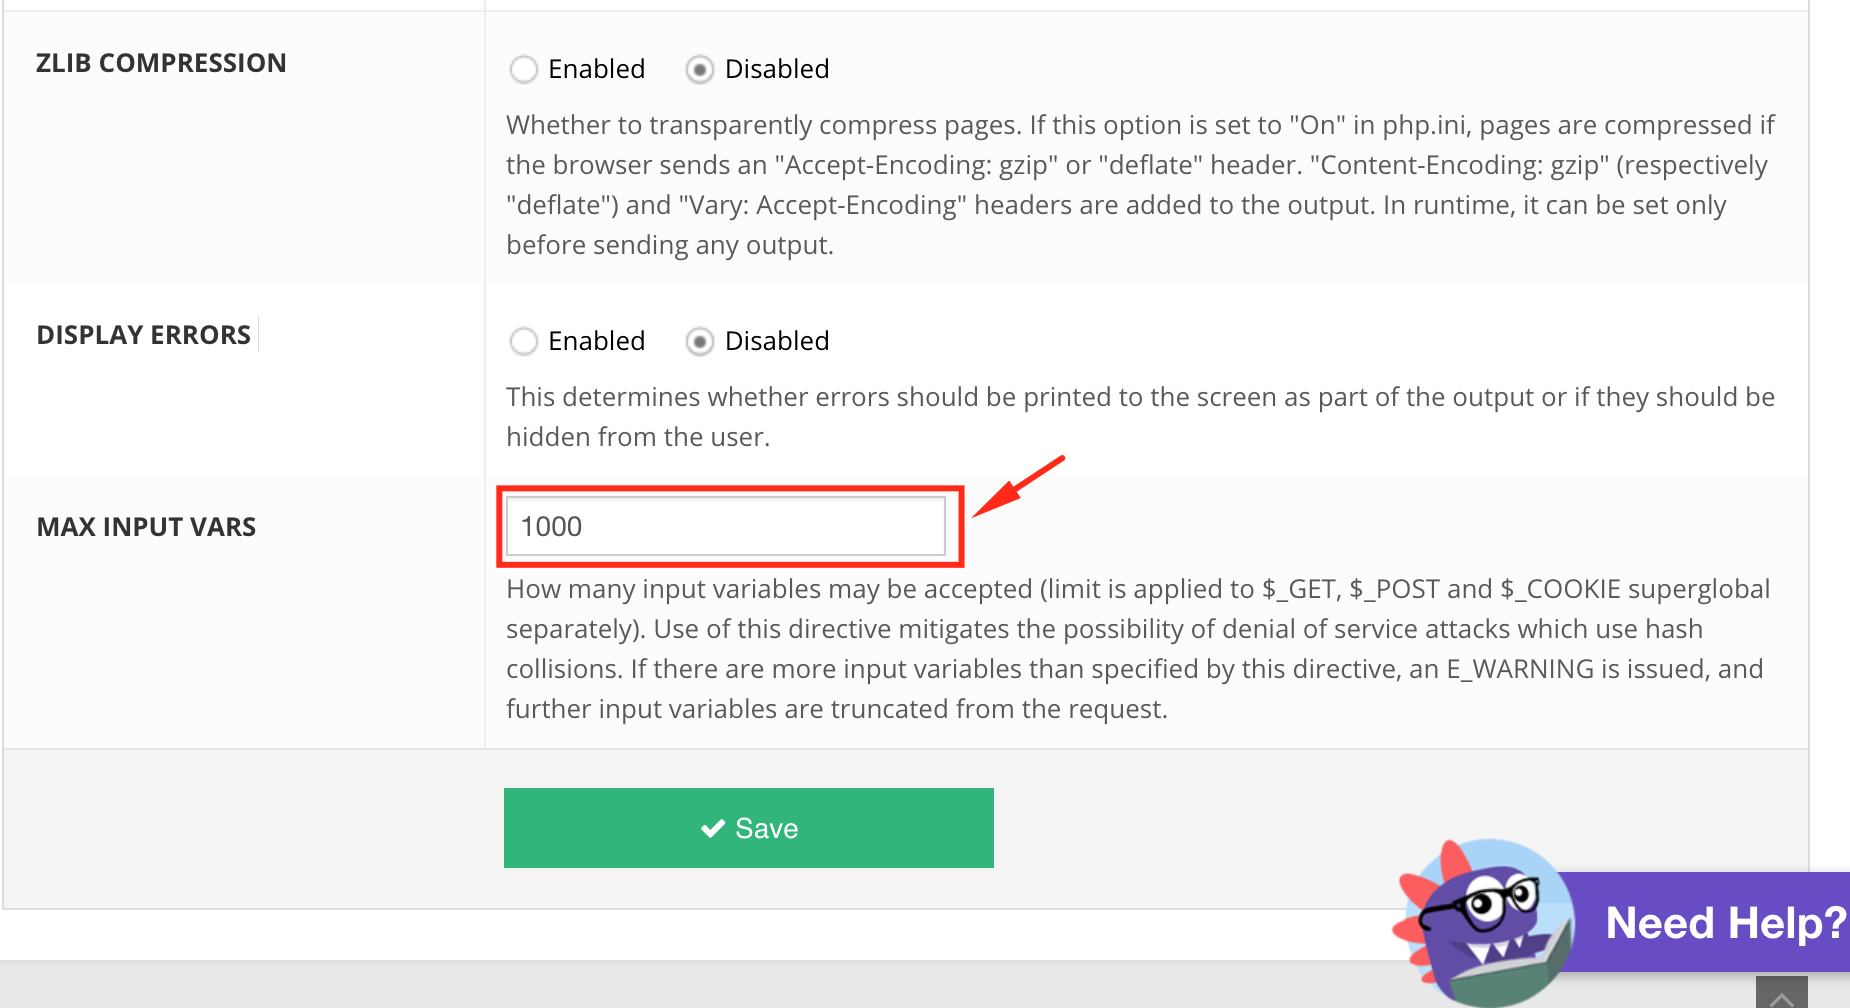 ZLIB COMPRESSION
Enabled Disabled
Whether to transparently compress pages. If this option is set to "On" in php.ini, pages are compressed if
the browser sends an "Accept-Encoding: gzip" or "deflate" header. "Content-Encoding: gzip" (respectively
"deflate") and "Vary: Accept-Encoding" headers are added to the output. In runtime, it can be set only
before sending any output.
DISPLAY ERRORS
Enabled Disabled
This determines whether errors should be printed to the screen as part of the output or if they should be
hidden from the user.
MAX INPUT VARS
1000
How many input variables may be accepted (limit is applied to $_GET, $_POST and $_COOKIE superglobal
separately). Use of this directive mitigates the possibility of denial of service attacks which use hash
collisions. If there are more input variables than specified by this directive, an E_WARNING is issued, and
further input variables are truncated from the request.
Save
Need Help?